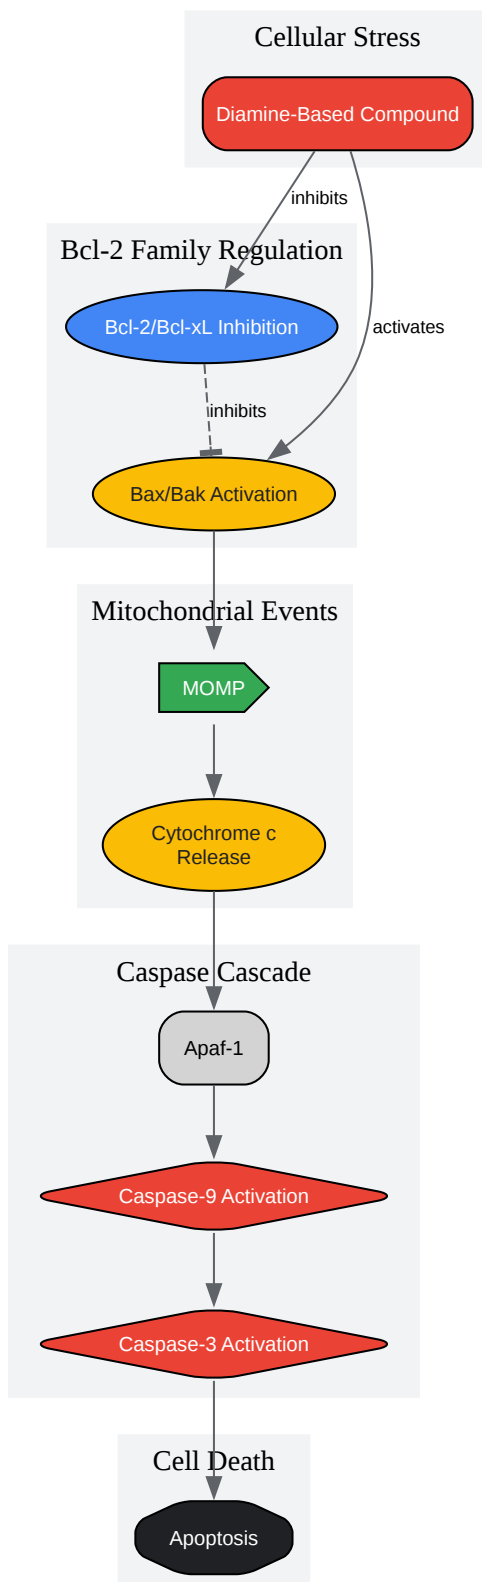 Cellular Stress
Diamine-Based Compound
inhibits
Bcl-2 Family Regulation
Bcl-2/Bcl-xL Inhibition
activates
inhibits
Bax/Bak Activation
Mitochondrial Events
MOMP
Cytochrome c
Release
Caspase Cascade
Apaf-1
Caspase-9 Activation
Caspase-3 Activation
Cell Death
Apoptosis